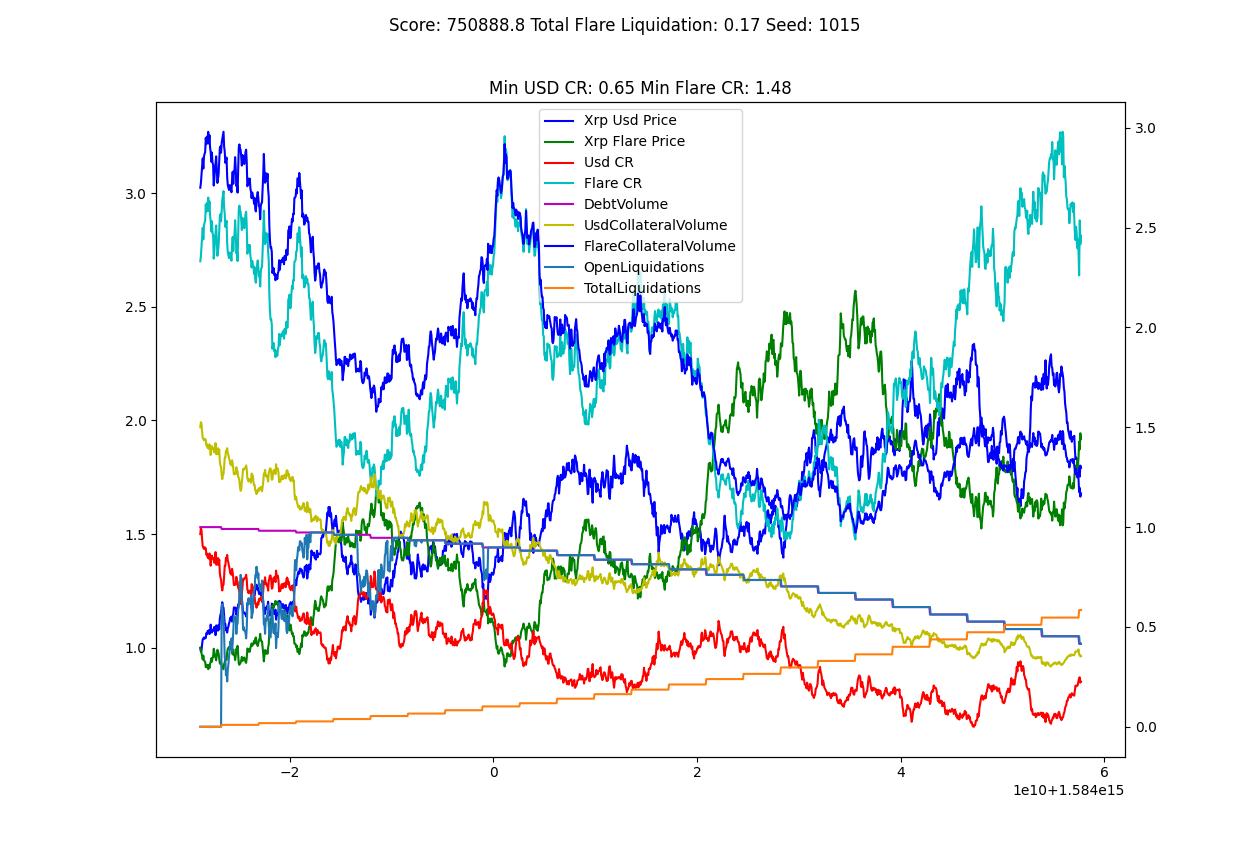 Score: 750888.8 Total Flare Liquidation: 0.17 Seed: 1015
Min USD CR: 0.65 Min Flare CR: 1.48
Xrp Usd Price
Xrp Flare Price
Usd CR
Flare CR
DebtVolume
UsdCollateralVolume
FlareCollateralVolume
OpenLiquidations
TotalLiquidations
3.0
2.5
2.0
1.5
1.0
3.0
2.5
2.0
1.5
1.0
0.5
0.0
−2 0 2 4 6
1e10+1.584e15